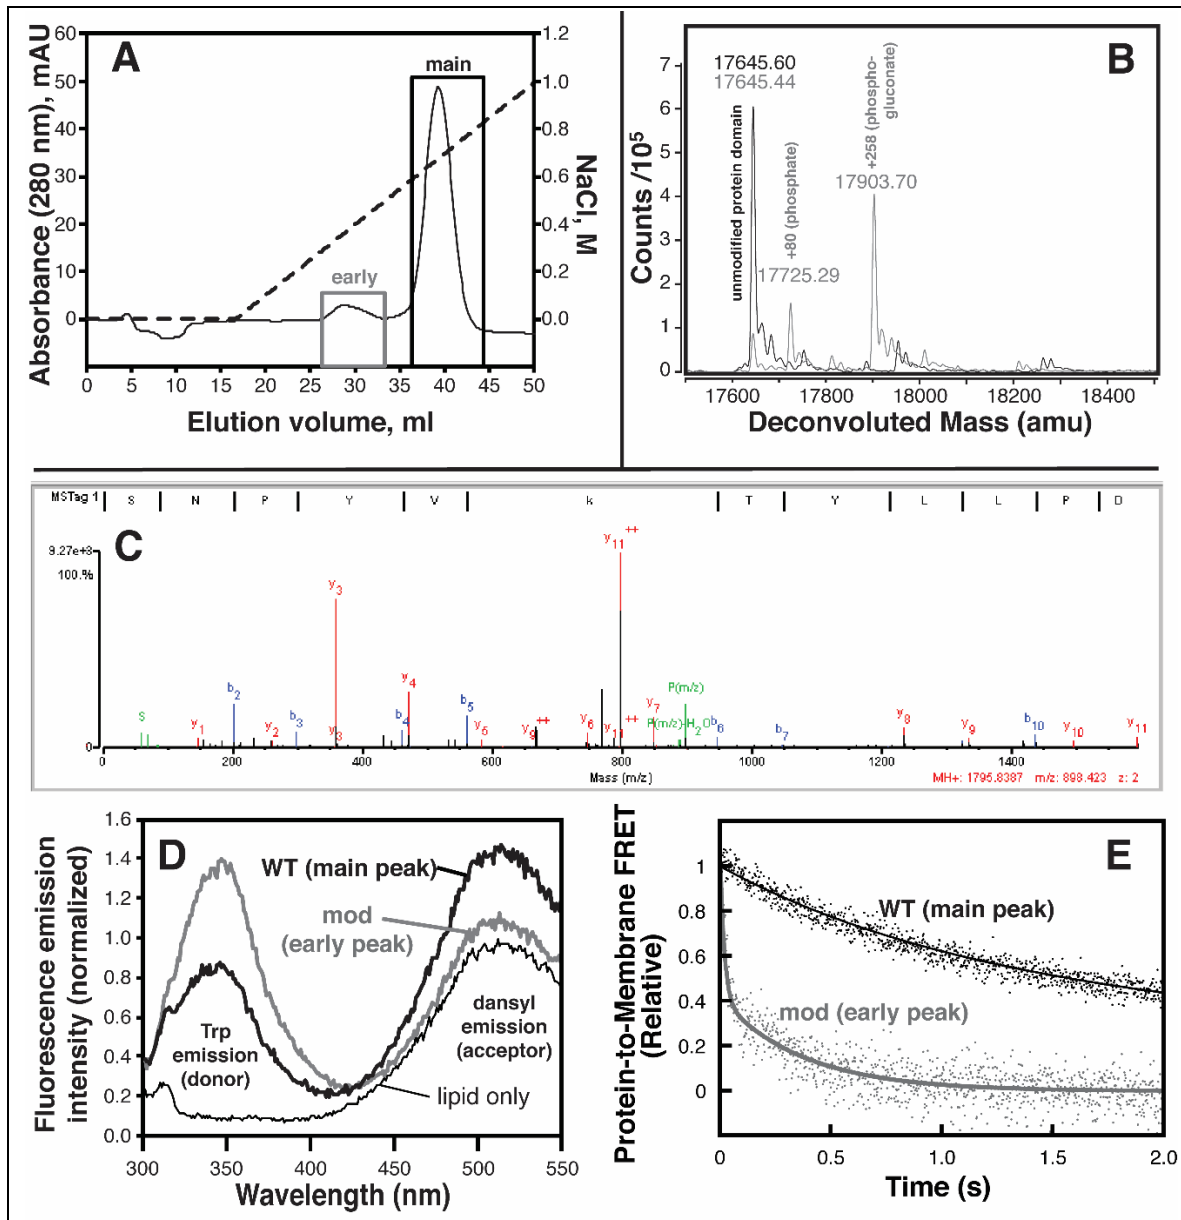 A
Absorbance (280 nm), mAU
60
50
40
30
20
10
0
main
early
1.2
1.0
0.8
0.6
0.4
0.2
0.0
NaCl, M
0 5 10 15 20 25 30 35 40 45 50
Elution volume, ml
B
Counts /10^5
7
6
5
4
3
2
1
0
17645.60
17645.44
unmodified protein domain
+80 (phosphate)
17725.29
+258 (phospho-
gluconate)
17903.70
17600 17800 18000 18200 18400
Deconvoluted Mass (amu)
MSTag 1 S N P Y V k T Y L L P D
C
9.27e+3
100.%
0
S
y1
b2
y2
b3
y3
y3
b4
y4
b5
y5
y9++
y6
y11++
y11++
y7
P(m/z)
P(m/z)-H2O
b6
b7
y8
y9
b10
y10
y11
0 200 400 600 800 1000 1200 1400
Mass (m/z)
MH+: 1795.8387 m/z: 898.423 z: 2
D
Fluorescence emission
intensity (normalized)
1.6
1.4
1.2
1.0
0.8
0.6
0.4
0.2
0.0
WT (main peak)
mod
(early peak)
Trp
emission
(donor)
dansyl
emission
(acceptor)
lipid only
300 350 400 450 500 550
Wavelength (nm)
E
Protein-to-Membrane FRET
(Relative)
1
0.8
0.6
0.4
0.2
0
WT (main peak)
mod (early peak)
0 0.5 1.0 1.5 2.0
Time (s)